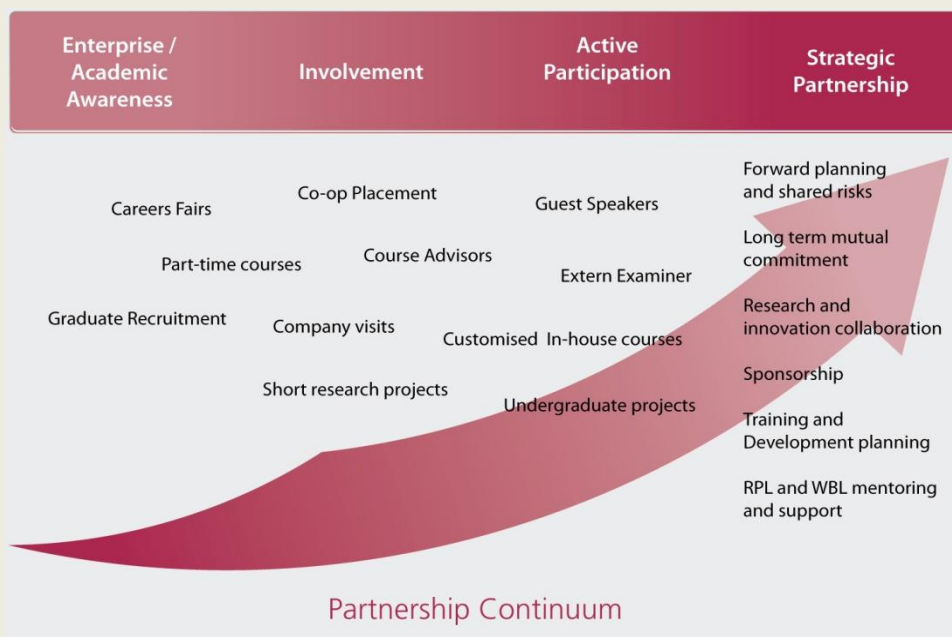 Enterprise /
Academic
Awareness
Involvement
Active
Participation
Strategic
Partnership
Careers Fairs
Part-time courses
Graduate Recruitment
Co-op Placement
Course Advisors
Company visits
Short research projects
Guest Speakers
Extern Examiner
Customised In-house courses
Undergraduate projects
Forward planning
and shared risks
Long term mutual
commitment
Research and
innovation collaboration
Sponsorship
Training and
Development planning
RPL and WBL mentoring
and support
Partnership Continuum